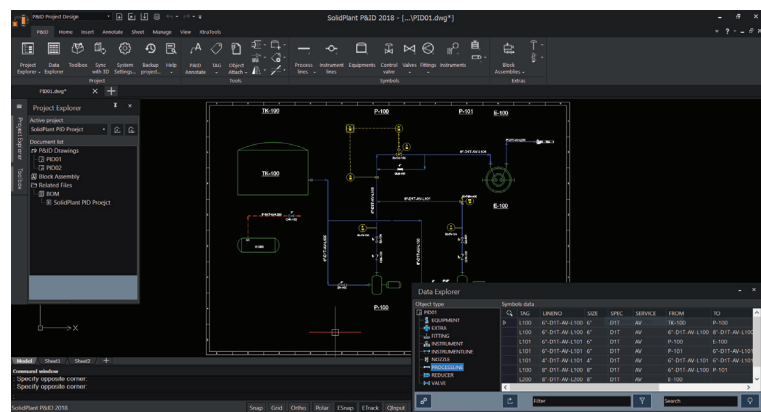 P&ID Project Design
SolidPlant P&ID 2018 - [...\PID01.dwg*]
P&ID Home Insert Annotate Sheet Manage View XtraTools
Project Explorer Data Explorer Toolbox Sync with 3D System Settings... Backup project... Help P&ID Annotate TAG Object Attach Process lines Instrument lines Equipments Control valve Valves Fittings Instruments Block Assemblies
Project Tools Symbols Extras
PID01.dwg*
Project Explorer
Active project
SolidPlant PID Proyect
Document list
P&ID Drawings
PID01
PID02
Block Assembly
Related Files
BOM
SolidPlant PID Proyect
Project Explorer
Toolbox
TK-100 P-100 P-101 E-100
TK-100
E-100
P-100
X
Data Explorer
Object type
PID01
EQUIPMENT
EXTRA
FITTING
INSTRUMENT
INSTRUMENTLINE
NOZZLE
PROCESSLINE
REDUCER
VALVE
Symbols data
TAG LINENO SIZE SPEC SERVICE FROM TO
L100 6"-D1T-AV-L100 6" D1T AV TK-100 P-100
L100 6"-D1T-AV-L100 6" D1T AV 6"-D1T-AV-L100 8"-D1T-AV-L100
L101 6"-D1T-AV-L101 6" D1T AV P-100 E-100
L101 6"-D1T-AV-L101 6" D1T AV P-101 6"-D1T-AV-L101
L101 4"-D1T-AV-L101 4" D1T AV 6"-D1T-AV-L101 6"-D1T-AV-L101
L100 8"-D1T-AV-L100 8" D1T AV 6"-D1T-AV-L100 P-101
L200 8"-D1T-AV-L200 8" D1T AV E-100
Filter
Search
Model Sheet1 Sheet2
Command window
Specify opposite corner:
Specify opposite corner:
SolidPlant P&ID 2018
Snap Grid Ortho Polar ESnap ETrack QInput